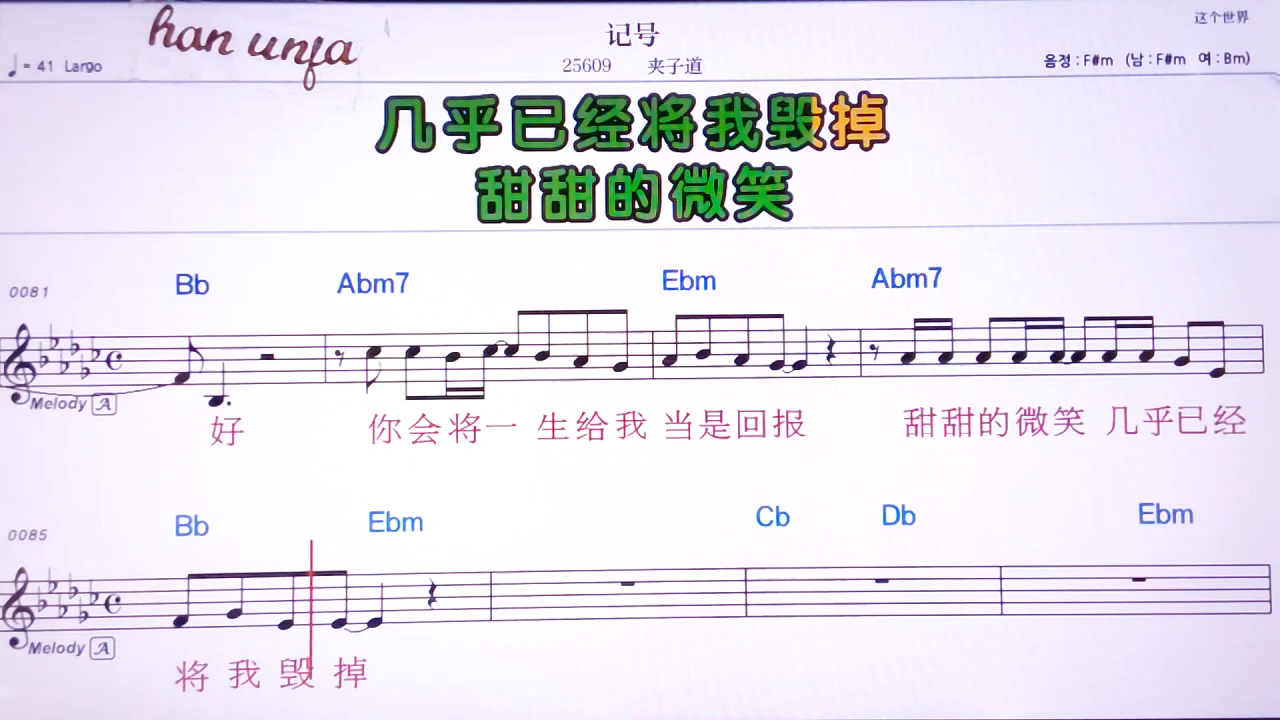 这个世界
han unfa
记号
♩= 41 Largo
25609 夹子道
음정 : F#m (남 : F#m 여 : Bm)
几乎已经将我毁掉
甜甜的微笑
Bb Abm7 Ebm Abm7
0081
Melody A
好 你会将一 生给我 当是回报 甜甜的微笑 几乎已经
Bb Ebm Cb Db Ebm
0085
Melody A
将 我 毁 掉